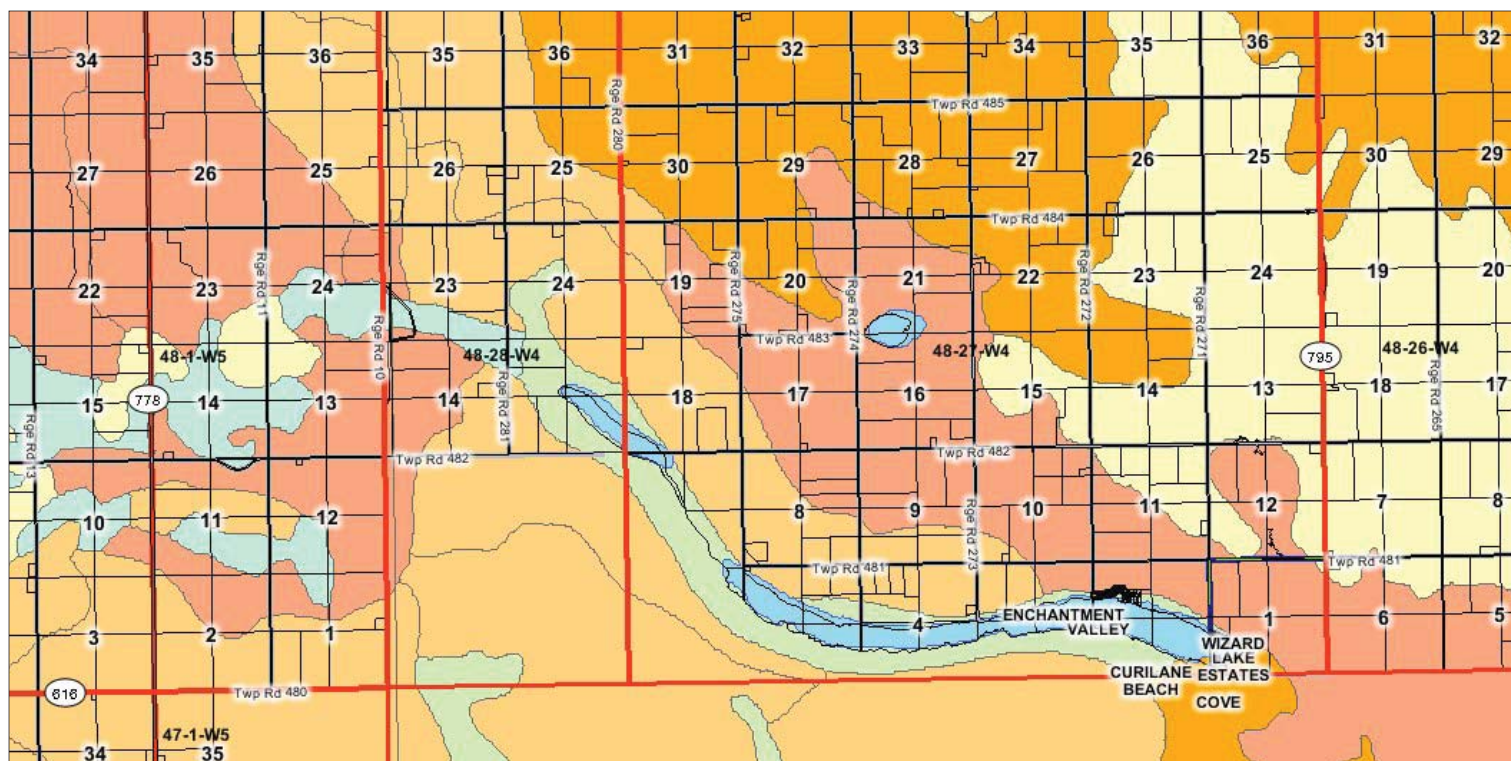 34 35 36 35 36 31 32 33 34 35 36 31 32
Rge Rd 280
Twp Rd 485
27 26 25 26 25 30 29 28 27 26 25 30 29
Twp Rd 484
22 23 24 23 24 19 20 21 22 23 24 19 20
Rge Rd 11
Rge Rd 275
Rge Rd 274
Rge Rd 272
Rge Rd 271
Rge Rd 10
Twp Rd 483
48-1-W5 48-28-W4 48-27-W4 795 48-26-W4
Rge Rd 281
Rge Rd 265
15 778 14 13 14 18 17 16 15 14 13 18
Rge Rd 13
Twp Rd 482
Twp Rd 482
10 11 12 8 9 10 11 12 7 8
Rge Rd 273
Twp Rd 481
Twp Rd 481
3 2 1 4 1 6 5
ENCHANTMENT
VALLEY
WIZARD
LAKE
ESTATES
CURILANE
BEACH
COVE
616
Twp Rd 480
47-1-W5
34 35